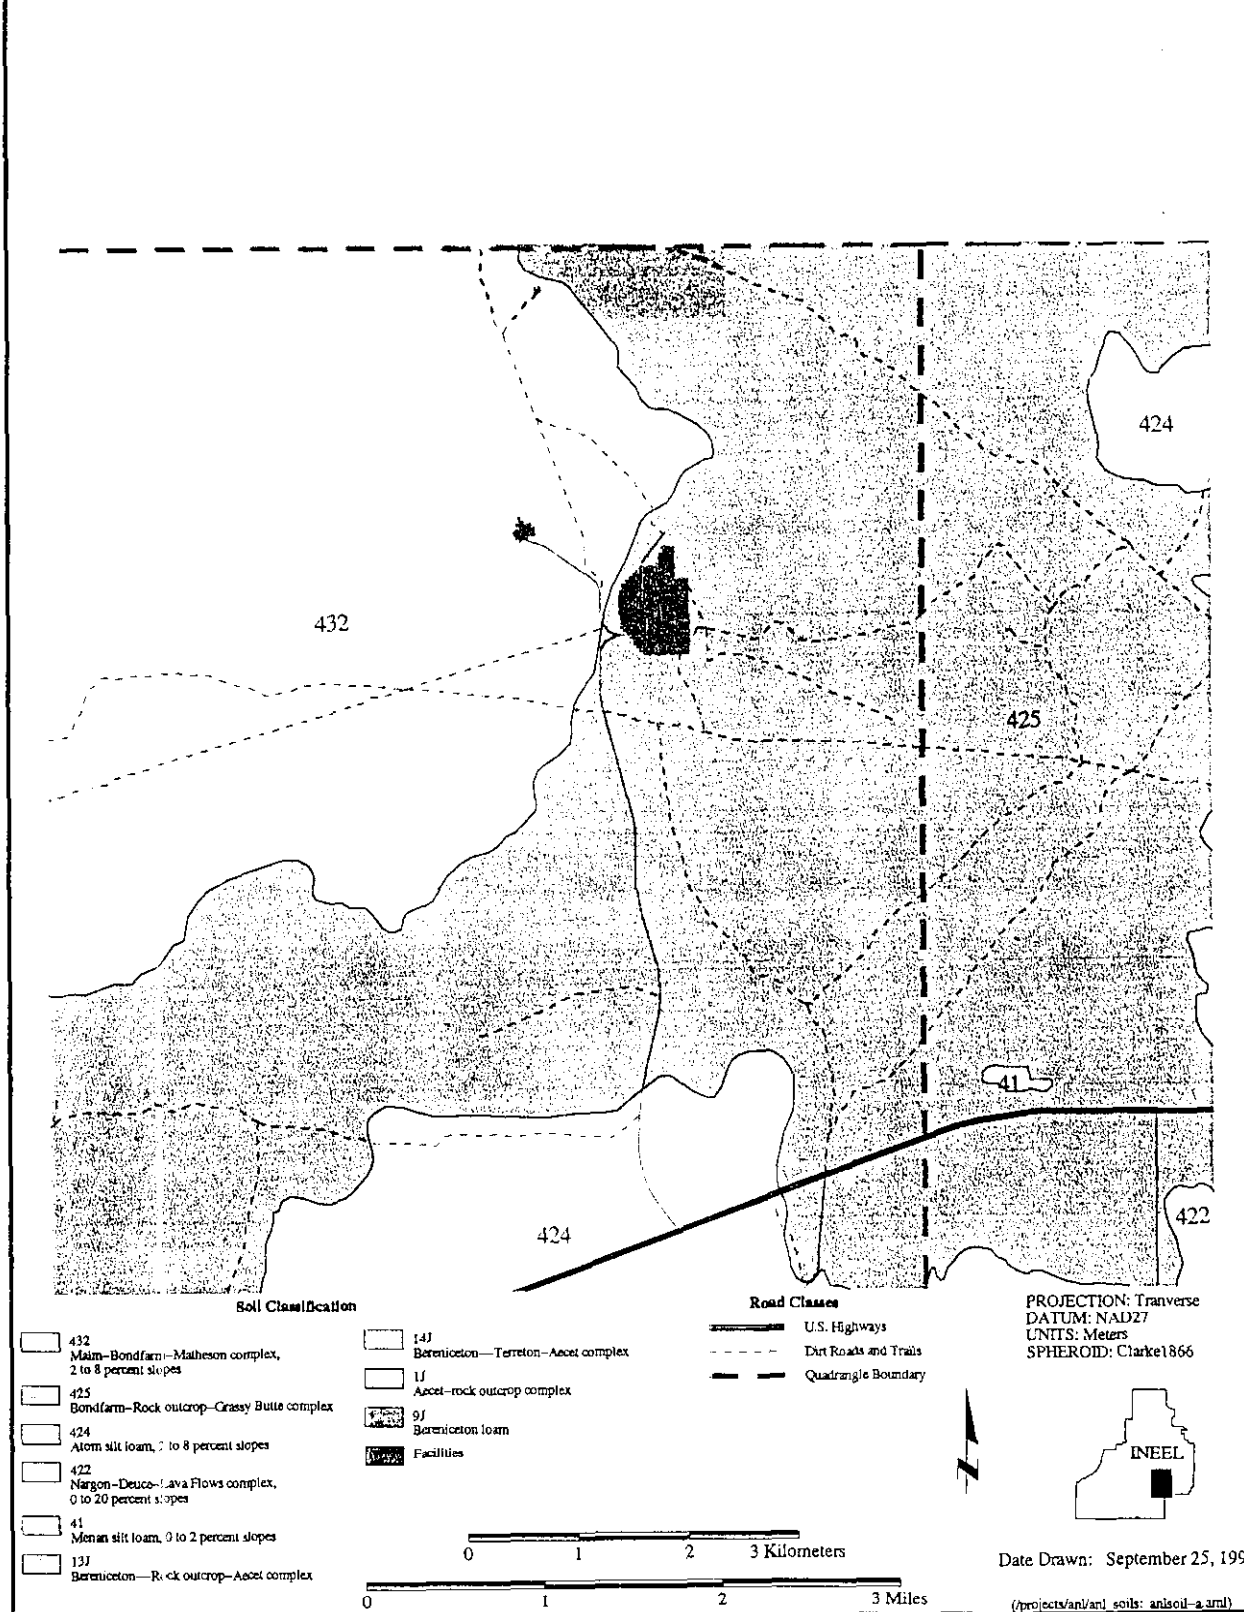 424
432
425
41
422
424
Soil Classification
432
Malm-Bondfarm-Matheson complex,
2 to 8 percent slopes
425
Bondfarm-Rock outcrop-Grassy Butte complex
424
Atom silt loam, to 8 percent slopes
422
Nargon-Deuce-Lava Flows complex,
0 to 20 percent slopes
41
Menan silt loam, 0 to 2 percent slopes
13J
Bereniceton—Rock outcrop-Aecet complex
14J
Bereniceton—Terreton-Aecet complex
1J
Aecet-rock outcrop complex
9J
Bereniceton loam
Facilities
Road Classes
U.S. Highways
Dirt Roads and Trails
Quadrangle Boundary
PROJECTION: Tranverse
DATUM: NAD27
UNITS: Meters
SPHEROID: Clarke1866
N
INEEL
0 1 2 3 Kilometers
0 1 2 3 Miles
Date Drawn: September 25, 199
(/projects/anl/anl_soils: anlsoil-a.aml)